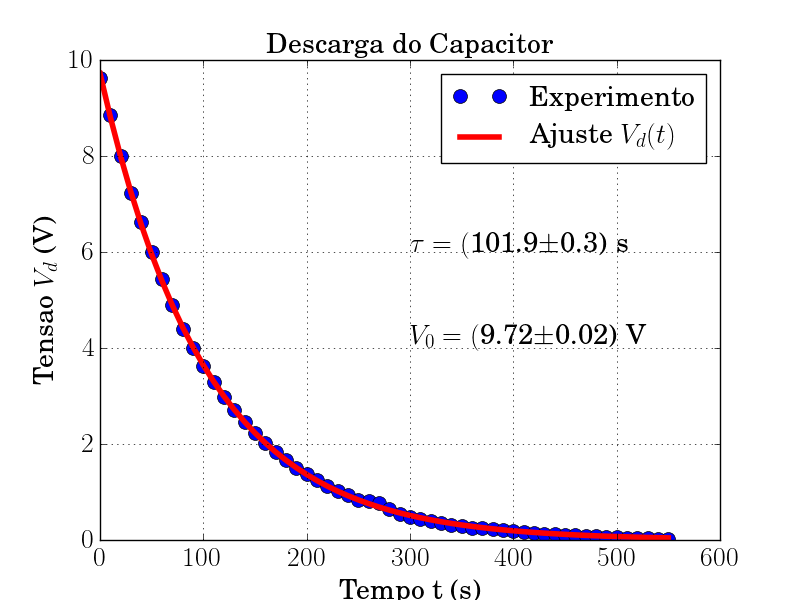 Descarga do Capacitor
10
8
6
4
2
0
Tensao V_d (V)
Experimento
Ajuste V_d(t)
τ = (101.9±0.3) s
V_0 = (9.72±0.02) V
0 100 200 300 400 500 600
Tempo t (s)